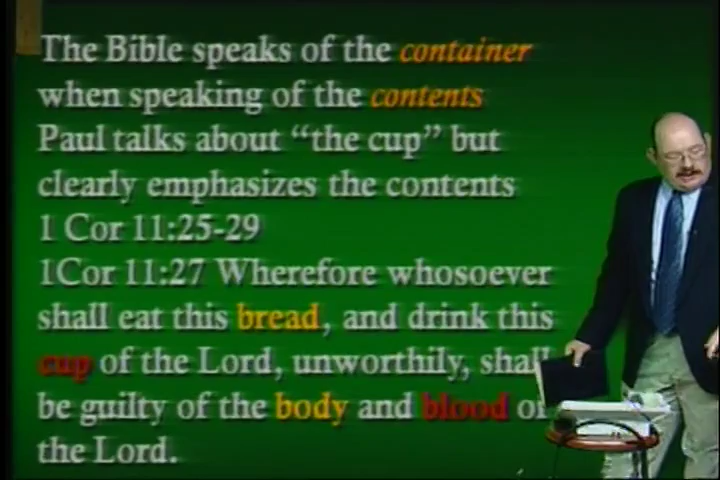 The Bible speaks of the container
when speaking of the contents
Paul talks about “the cup” but
clearly emphasizes the contents
1 Cor 11:25-29
1Cor 11:27 Wherefore whosoever
shall eat this bread, and drink this
cup of the Lord, unworthily, shall
be guilty of the body and blood of
the Lord.